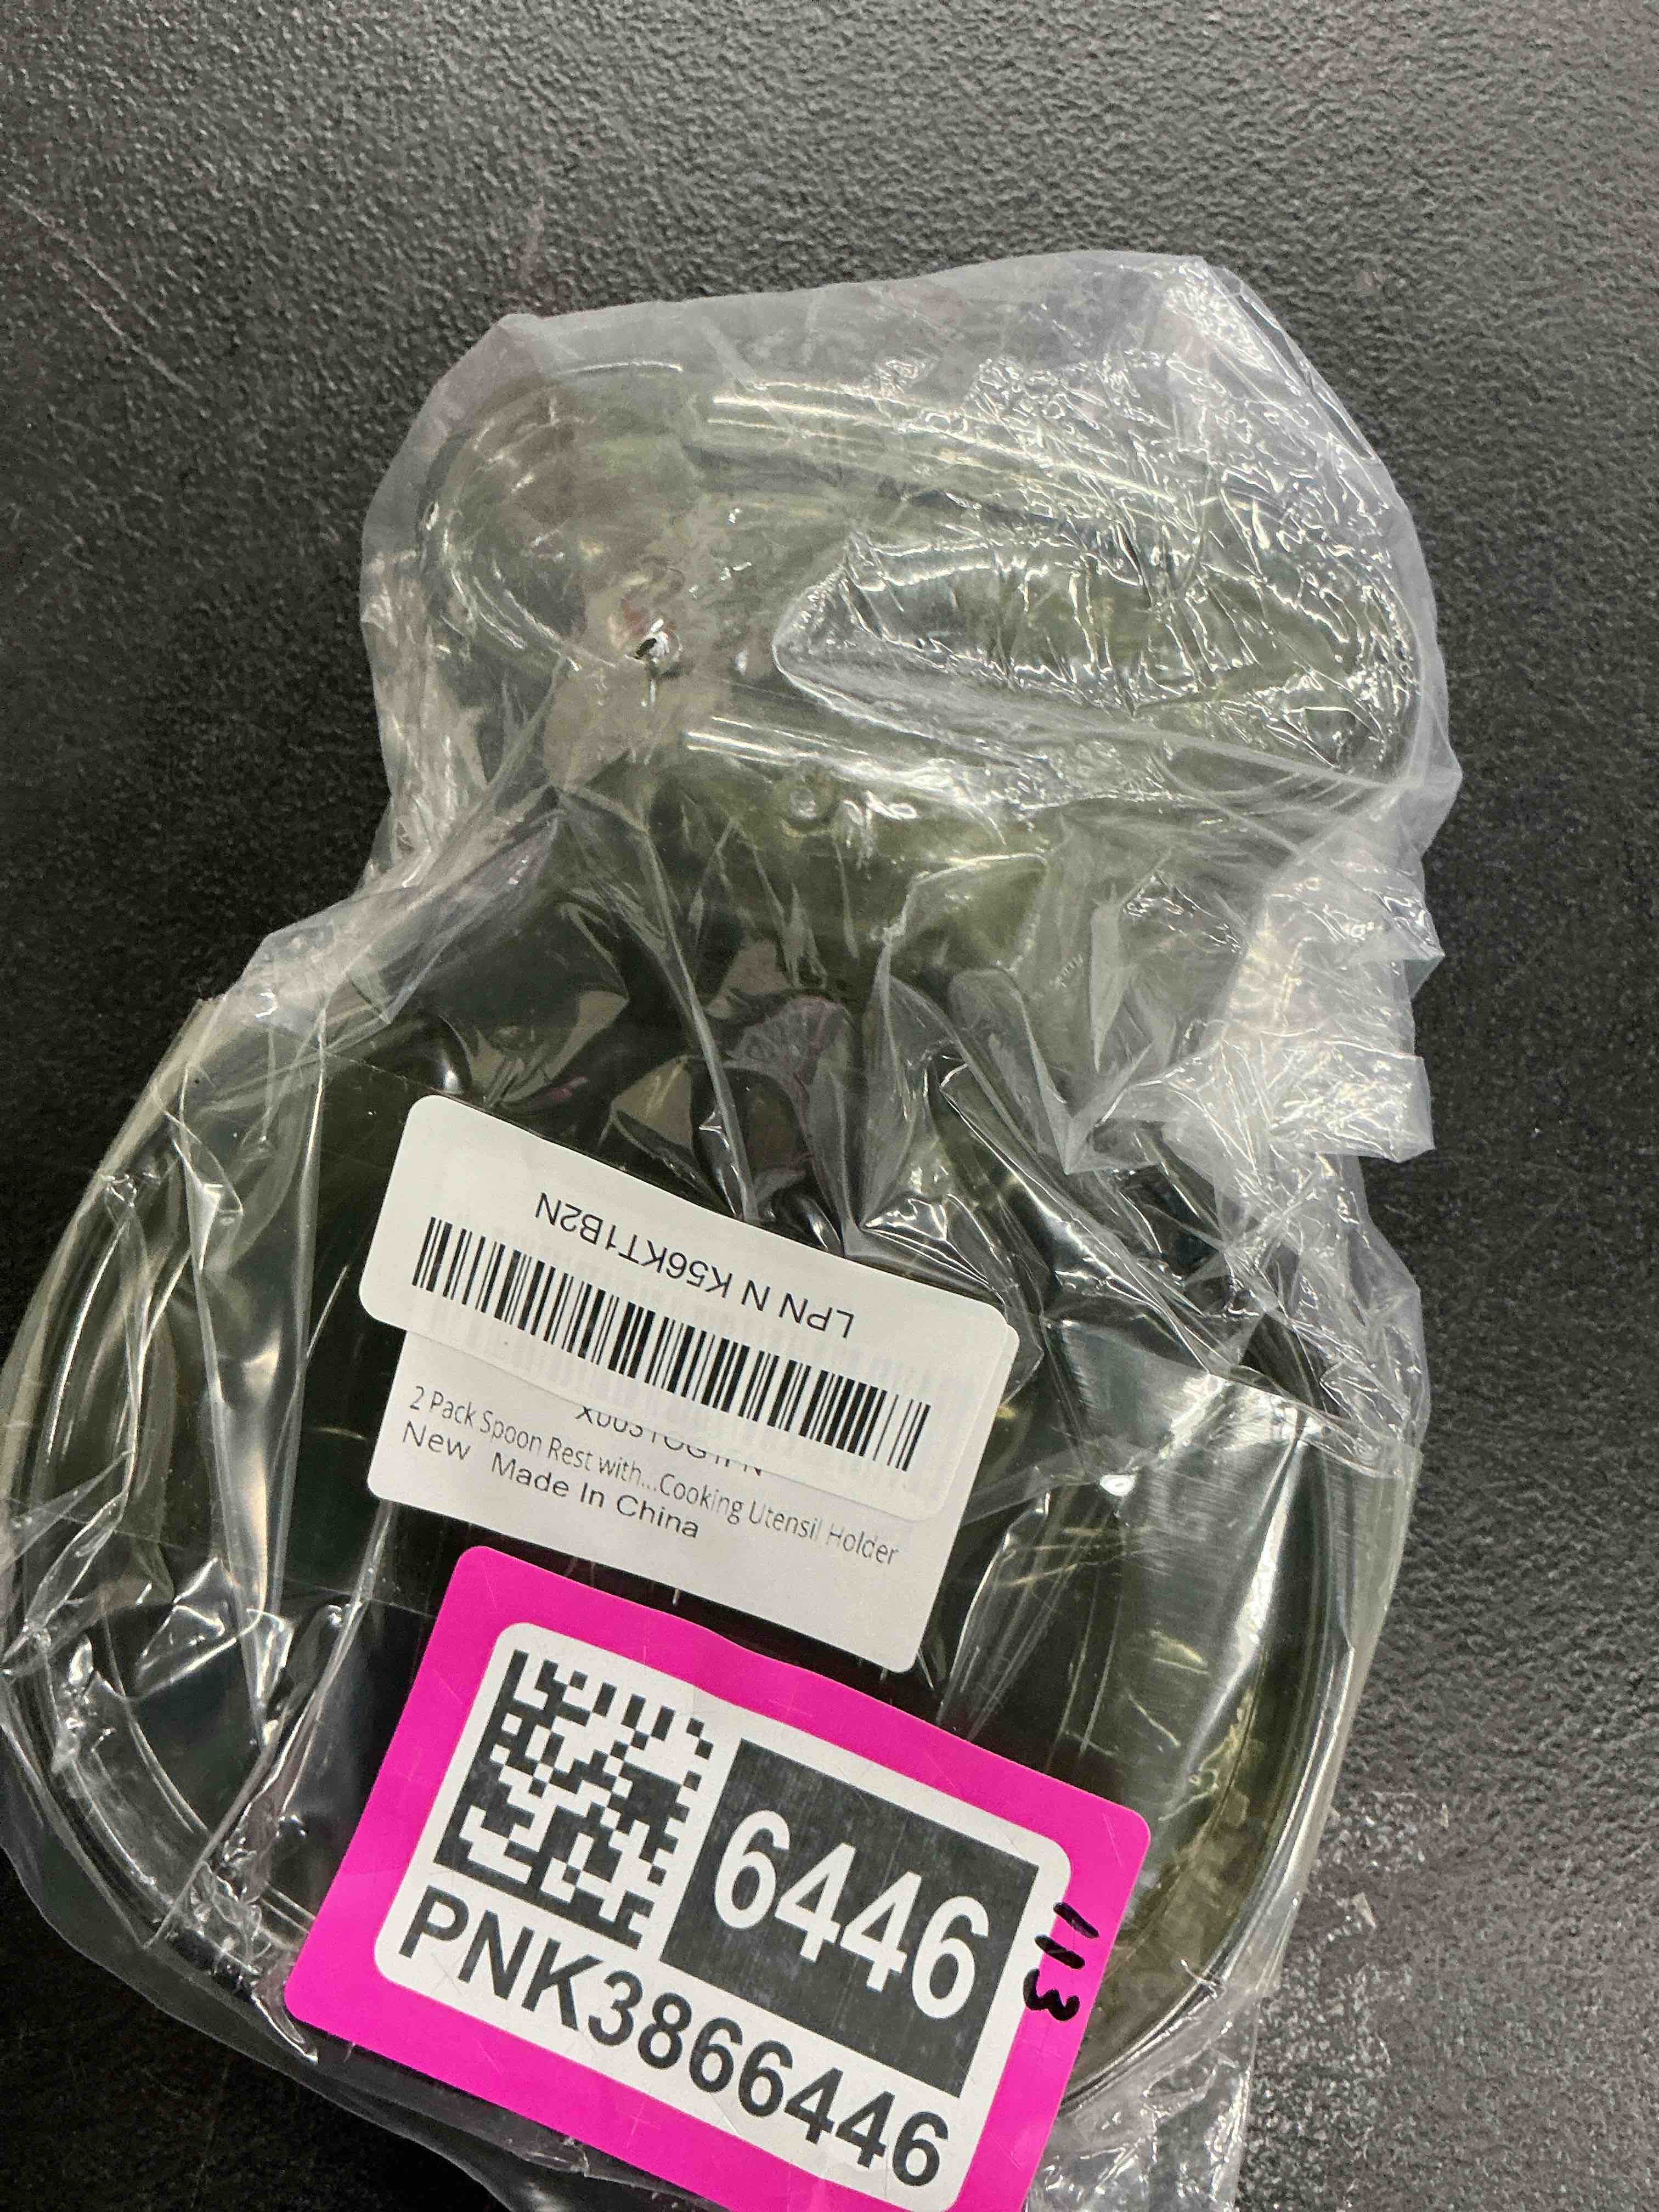 LPN N K56KT1B2N
2 Pack Spoon Rest with...Cooking Utensil Holder
New Made In China
6446
PNK3866446
113